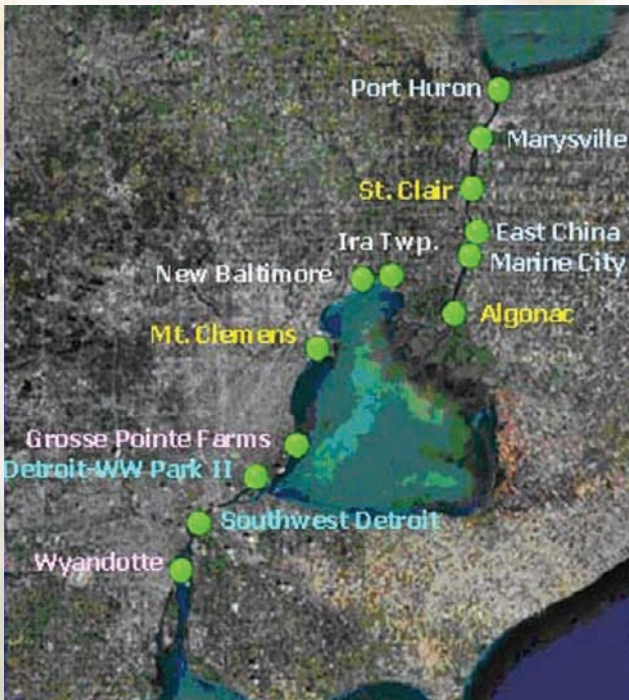 Port Huron
Marysville
St. Clair
East China
Ira Twp.
Marine City
New Baltimore
Algonac
Mt. Clemens
Grosse Pointe Farms
Detroit-WW Park II
Southwest Detroit
Wyandotte